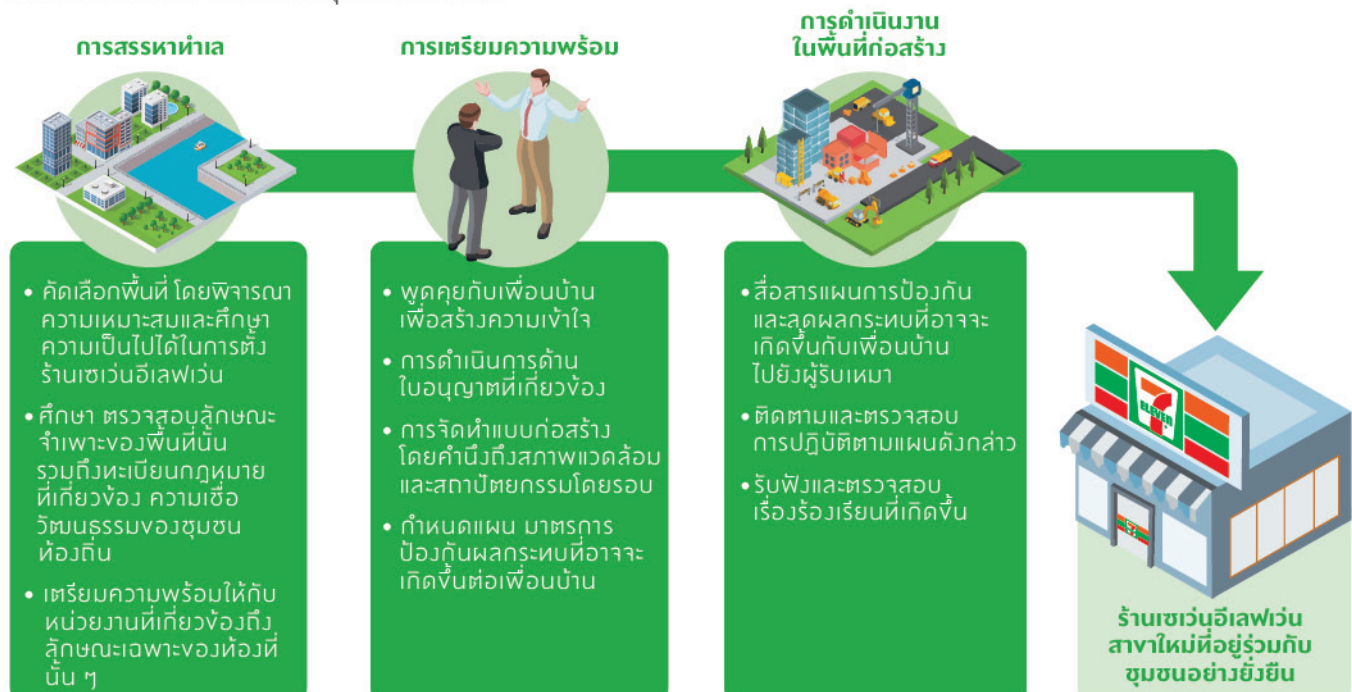 การสรรหาทำเล
คัดเลือกพื้นที่ โดยพิจารณา
ความเหมาะสมและศึกษา
ความเป็นไปได้ในการตั้ง
ร้านเซเว่นอีเลฟเว่น
ศึกษา ตรวจสอบลักษณะ
จำเพาะของพื้นที่นั้น
รวมถึงทะเบียนกฎหมาย
ที่เกี่ยวข้อง ความเชื่อ
วัฒนธรรมของชุมชน
ท้องถิ่น
เตรียมความพร้อมให้กับ
หน่วยงานที่เกี่ยวข้องถึง
ลักษณะเฉพาะของท้องที่
นั้น ๆ
การเตรียมความพร้อม
พูดคุยกับเพื่อนบ้าน
เพื่อสร้างความเข้าใจ
การดำเนินการด้าน
ใบอนุญาตที่เกี่ยวข้อง
การจัดทำแบบก่อสร้าง
โดยคำนึงถึงสภาพแวดล้อม
และสถาปัตยกรรมโดยรอบ
กำหนดแผน มาตรการ
ป้องกันผลกระทบที่อาจจะ
เกิดขึ้นต่อเพื่อนบ้าน
การดำเนินงาน
ในพื้นที่ก่อสร้าง
สื่อสารแผนการป้องกัน
และลดผลกระทบที่อาจจะ
เกิดขึ้นกับเพื่อนบ้าน
ไปยังผู้รับเหมา
ติดตามและตรวจสอบ
การปฏิบัติตามแผนดังกล่าว
รับฟังและตรวจสอบ
เรื่องร้องเรียนที่เกิดขึ้น
7
ELEVEN
ร้านเซเว่นอีเลฟเว่น
สาขาใหม่ที่อยู่ร่วมกับ
ชุมชนอย่างยั่งยืน